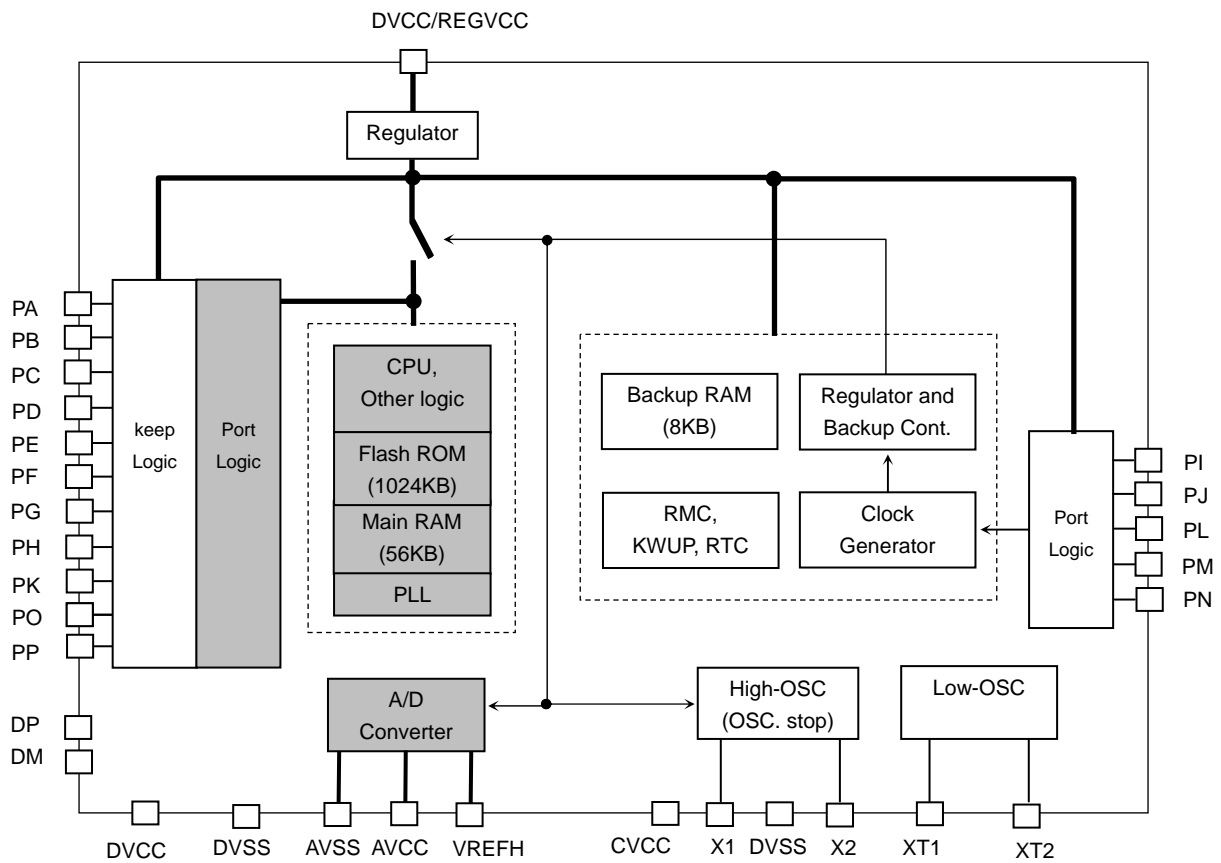 DVCC/REGVCC
Regulator
PA
PB
PC
PD
PE
PF
PG
PH
PK
PO
PP
DP
DM
keep
Logic
Port
Logic
CPU,
Other logic
Flash ROM
(1024KB)
Main RAM
(56KB)
PLL
Backup RAM
(8KB)
Regulator and
Backup Cont.
RMC,
KWUP, RTC
Clock
Generator
Port
Logic
PI
PJ
PL
PM
PN
A/D
Converter
High-OSC
(OSC. stop)
Low-OSC
DVCC
DVSS
AVSS
AVCC
VREFH
CVCC
X1
DVSS
X2
XT1
XT2